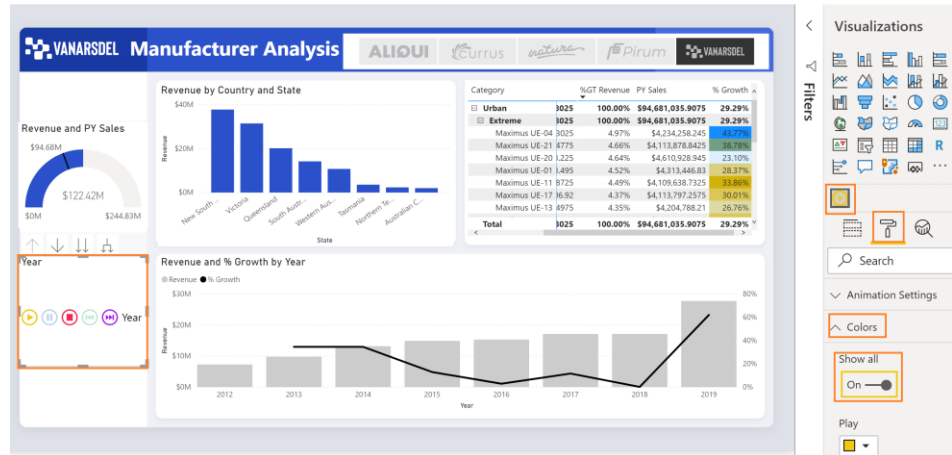 VANARSDEL Manufacturer Analysis
ALIQUI Currus natura Pirum VANARSDEL
Revenue and PY Sales
$94.68M
$122.42M
$0M $244.83M
Revenue by Country and State
$40M
$20M
$0M
Revenue
New South ... Victoria Queensland South Austr... Western Aus... Tasmania Northern Te... Australian C...
State
Category %GT Revenue PY Sales % Growth
Urban 3025 100.00% $94,681,035.9075 29.29%
Extreme 3025 100.00% $94,681,035.9075 29.29%
Maximus UE-04 3025 4.97% $4,234,258.245 43.77%
Maximus UE-21 4775 4.66% $4,113,878.8425 38.78%
Maximus UE-20 1.225 4.64% $4,610,928.945 23.10%
Maximus UE-01 1.495 4.52% $4,313,446.83 28.37%
Maximus UE-11 8725 4.49% $4,109,638.7325 33.86%
Maximus UE-17 06.92 4.37% $4,113,797.2575 30.01%
Maximus UE-13 4975 4.35% $4,204,788.21 26.76%
Total 3025 100.00% $94,681,035.9075 29.29%
Year
Year
Revenue and % Growth by Year
Revenue % Growth
$30M
$20M
$10M
$0M
Revenue
80%
60%
40%
20%
0%
2012 2013 2014 2015 2016 2017 2018 2019
Year
Filters
Visualizations
R
123
Search
Animation Settings
Colors
Show all
On
Play